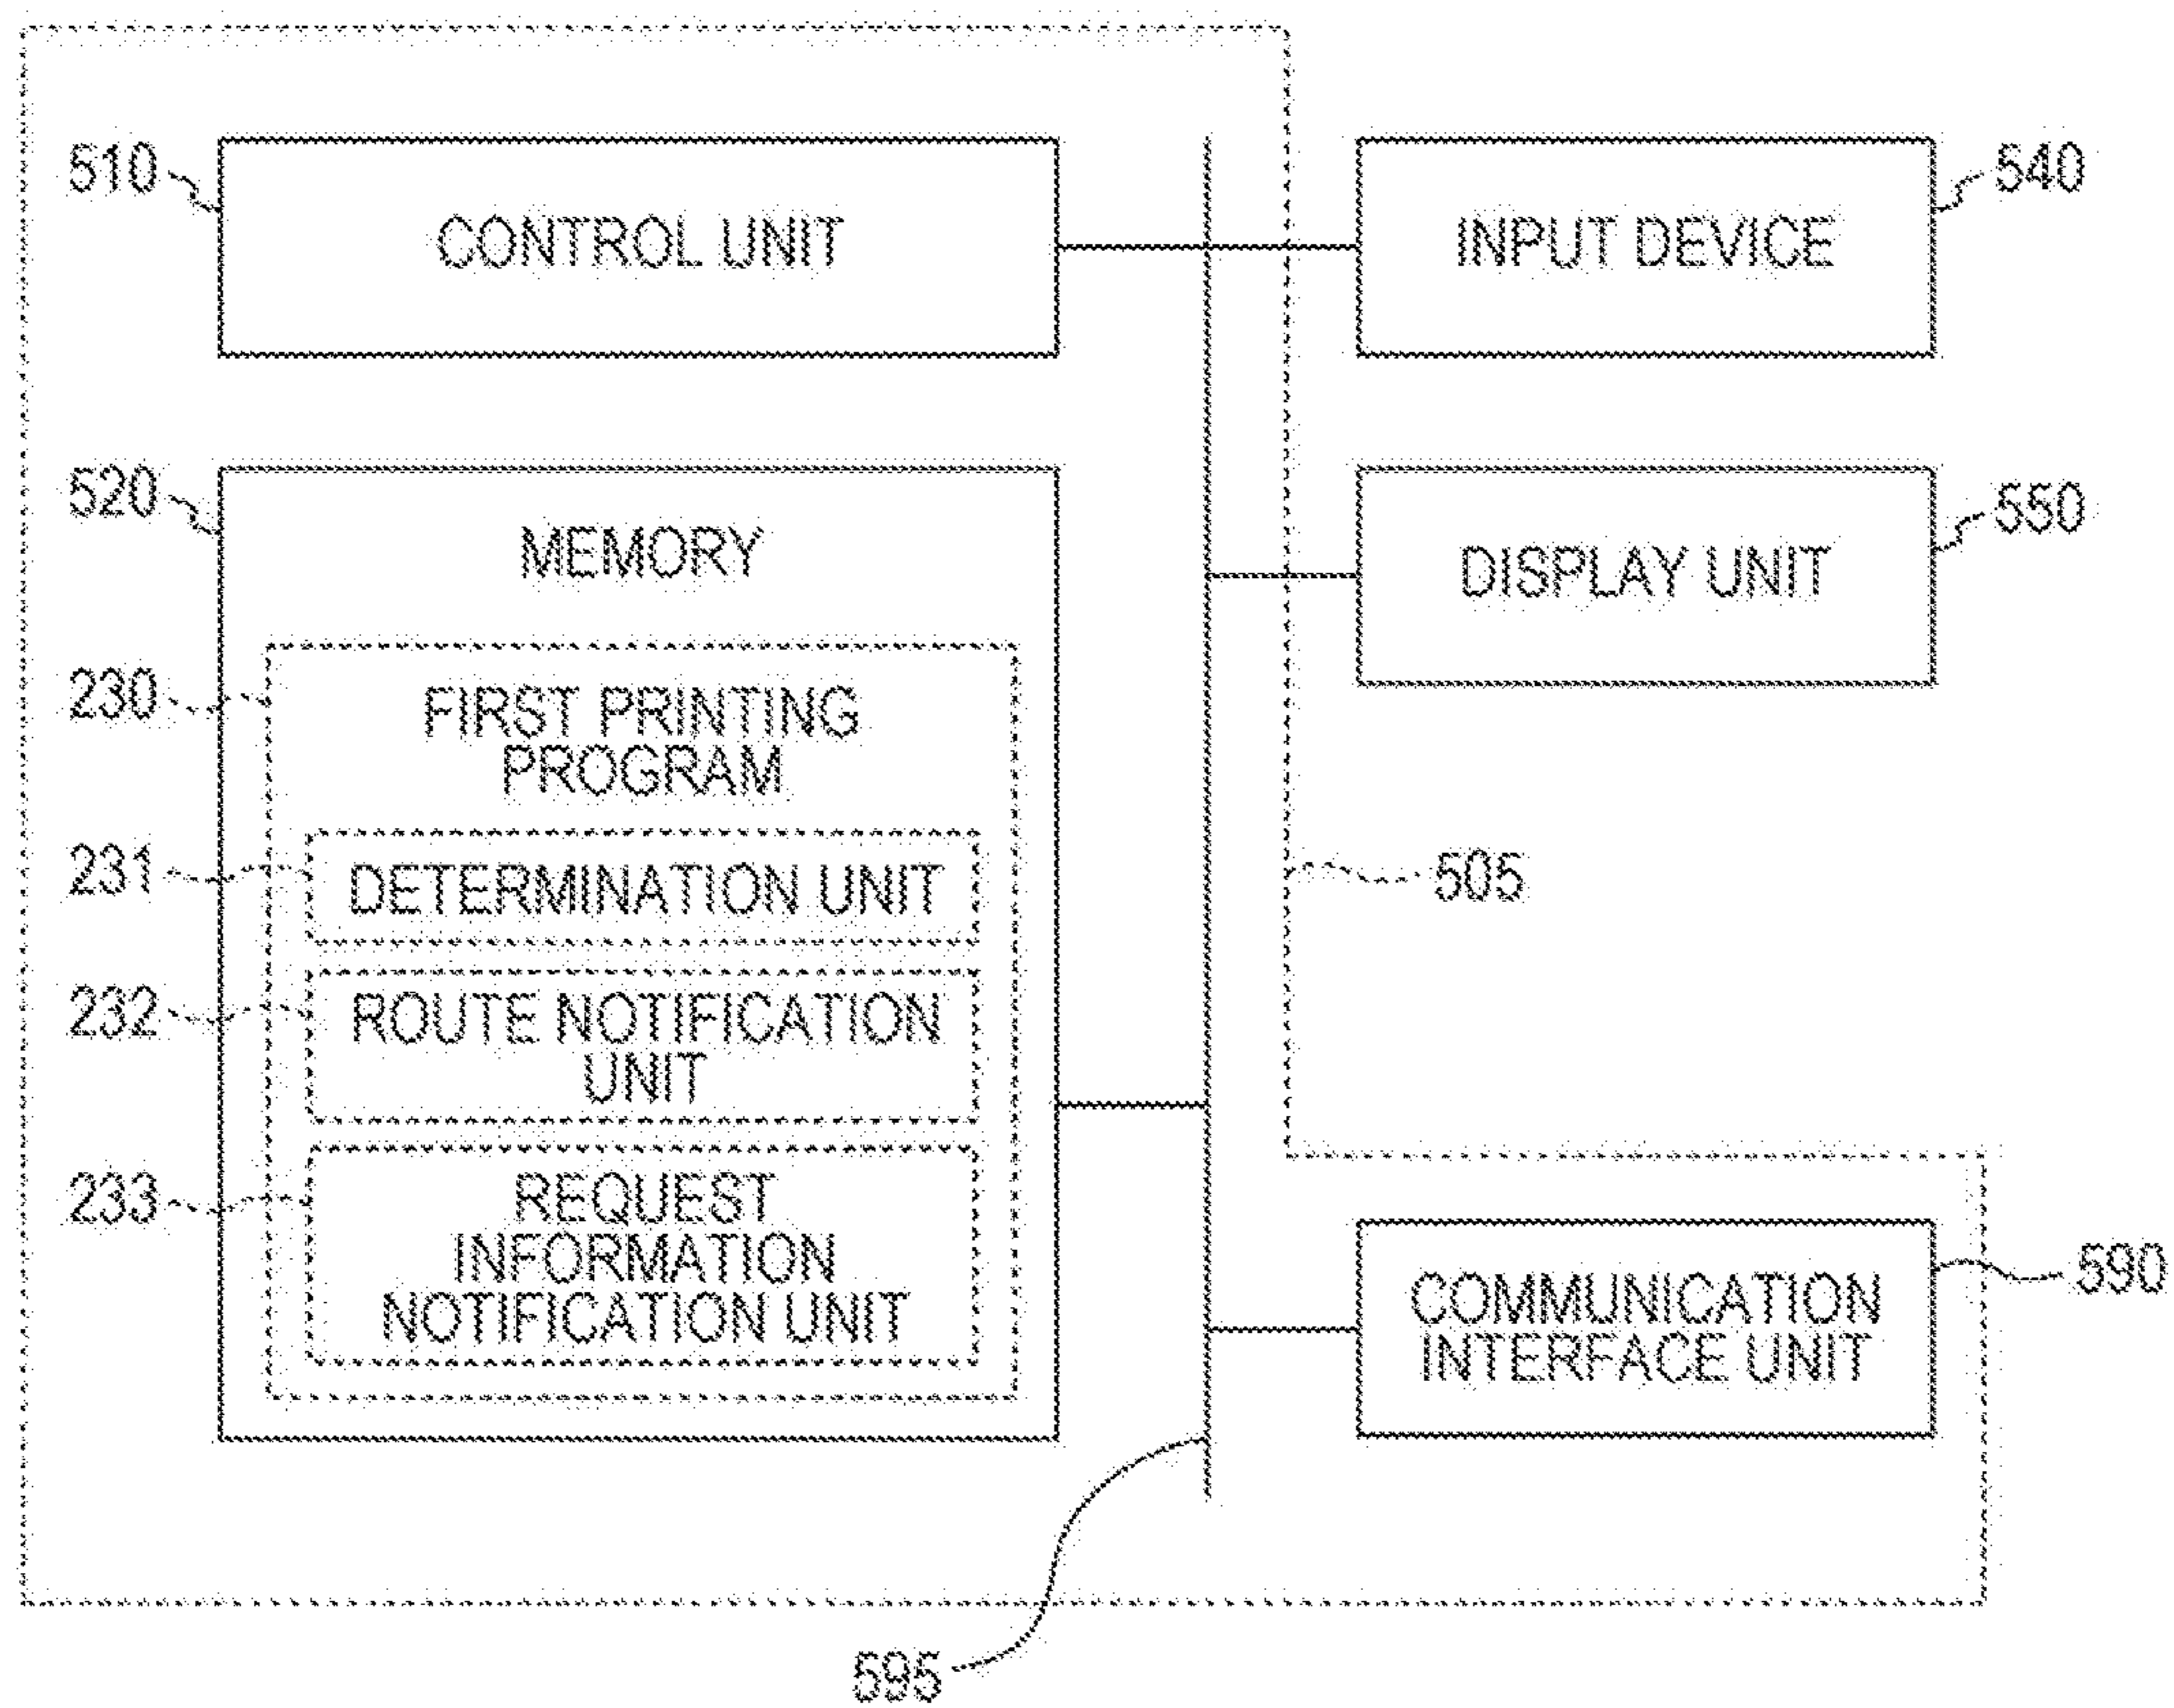 510
CONTROL UNIT
INPUT DEVICE
540
520
MEMORY
DISPLAY UNIT
550
230
FIRST PRINTING
PROGRAM
231
DETERMINATION UNIT
505
232
ROUTE NOTIFICATION
UNIT
233
REQUEST
INFORMATION
NOTIFICATION UNIT
COMMUNICATION
INTERFACE UNIT
590
595